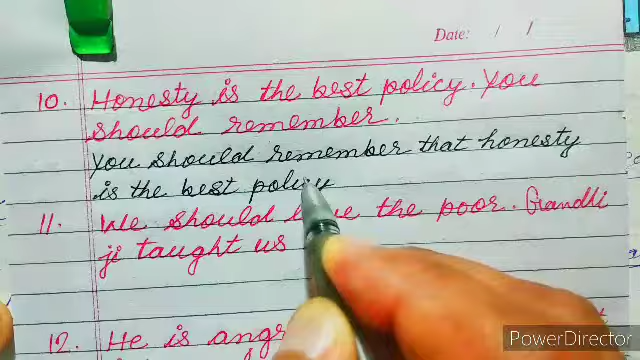 Date: / /
10. Honesty is the best policy. You
should remember.
You should remember that honesty
is the best policy
11. We should the poor. Gandhi
ji taught us
12. He is angr
PowerDirector